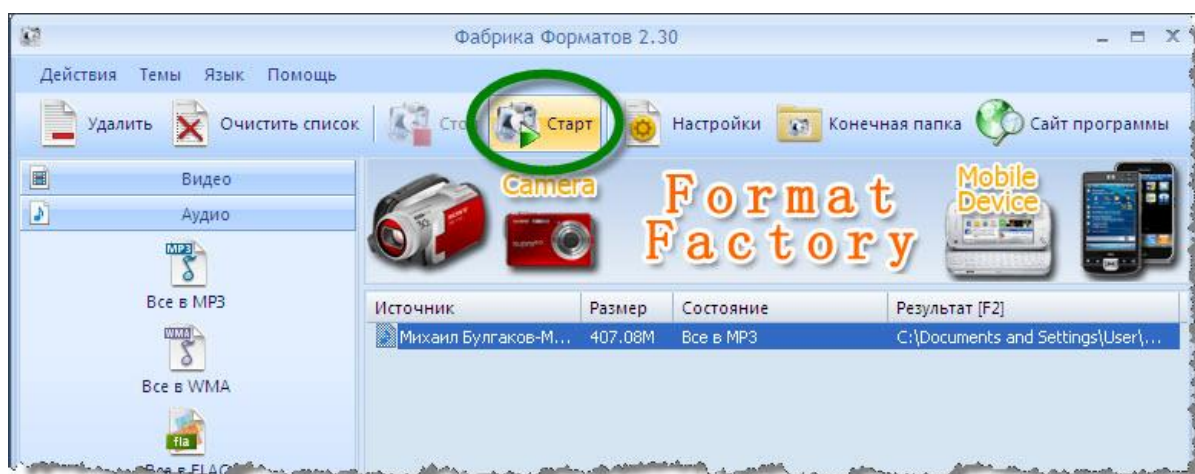 Фабрика Форматов 2.30
Действия Темы Язык Помощь
Удалить Очистить список Старт Настройки Конечная папка Сайт программы
Видео
Аудио
MP3
Все в MP3
WMA
Все в WMA
fla
Все в FLAC
Camera
Format
Factory
Mobile
Device
Источник Размер Состояние Результат [F2]
Михаил Булгаков-М... 407.08M Все в MP3 C:\Documents and Settings\User\...